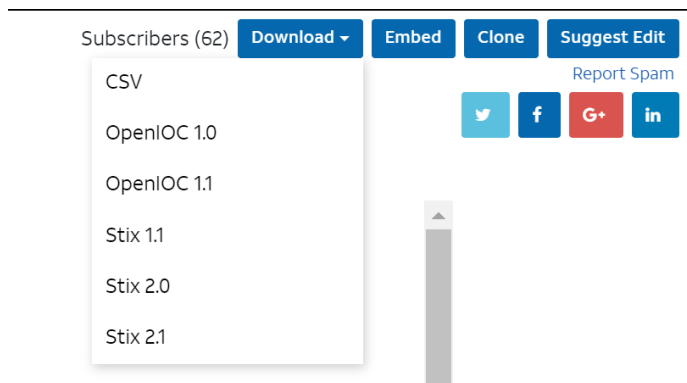 Subscribers (62) Download Embed Clone Suggest Edit
Report Spam
CSV
OpenIOC 1.0
OpenIOC 1.1
Stix 1.1
Stix 2.0
Stix 2.1
f G+ in